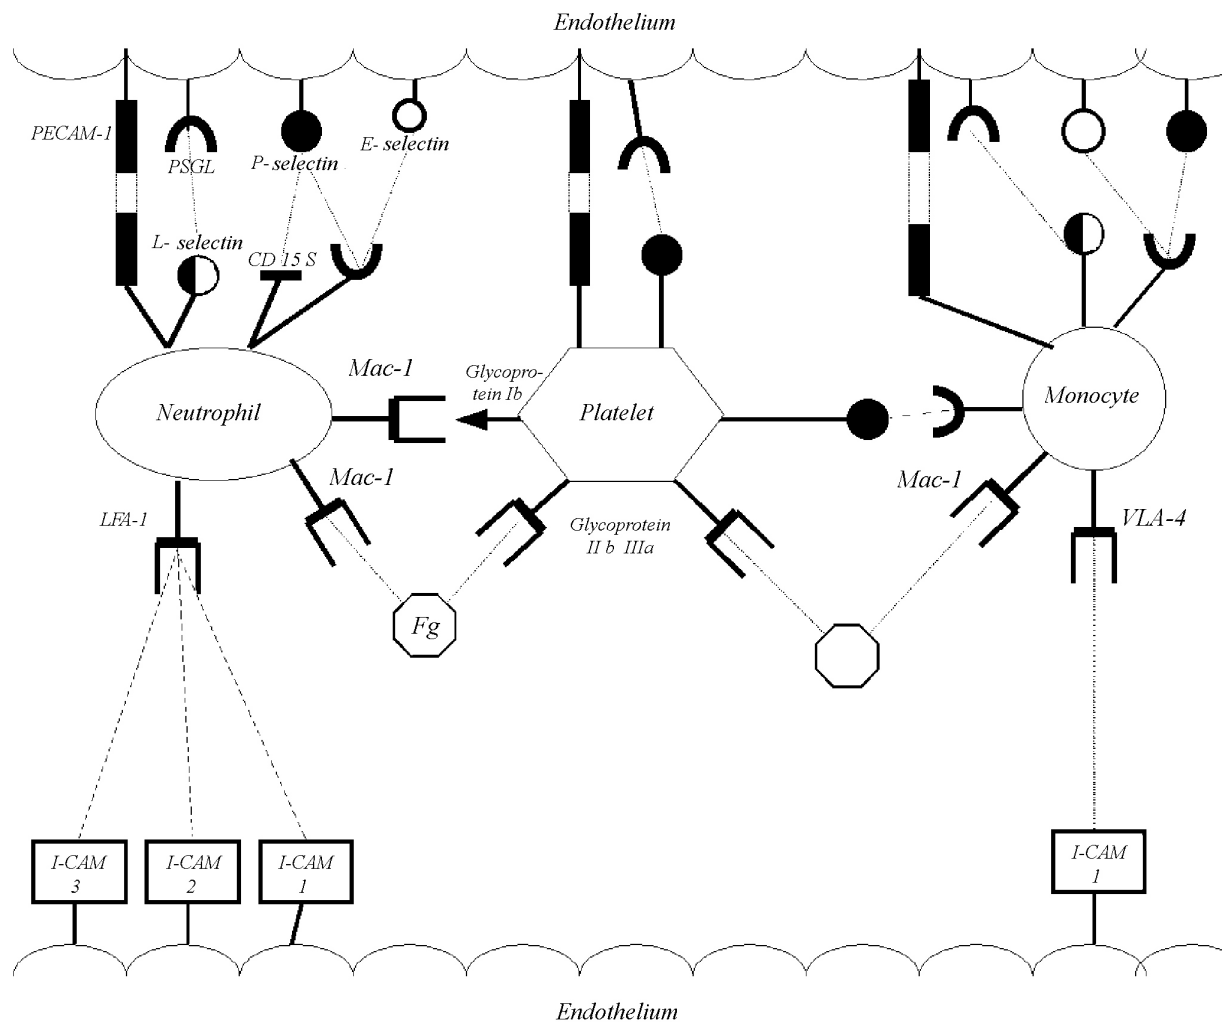 Endothelium
PECAM-1
PSGL
P- selectin
E- selectin
L- selectin
CD 15 S
Mac-1
Glycopro-
tein Ib
Neutrophil
Platelet
Monocyte
Mac-1
Mac-1
LFA-1
Glycoprotein
II b IIIa
VLA-4
Fg
I-CAM
3
I-CAM
2
I-CAM
1
I-CAM
1
Endothelium